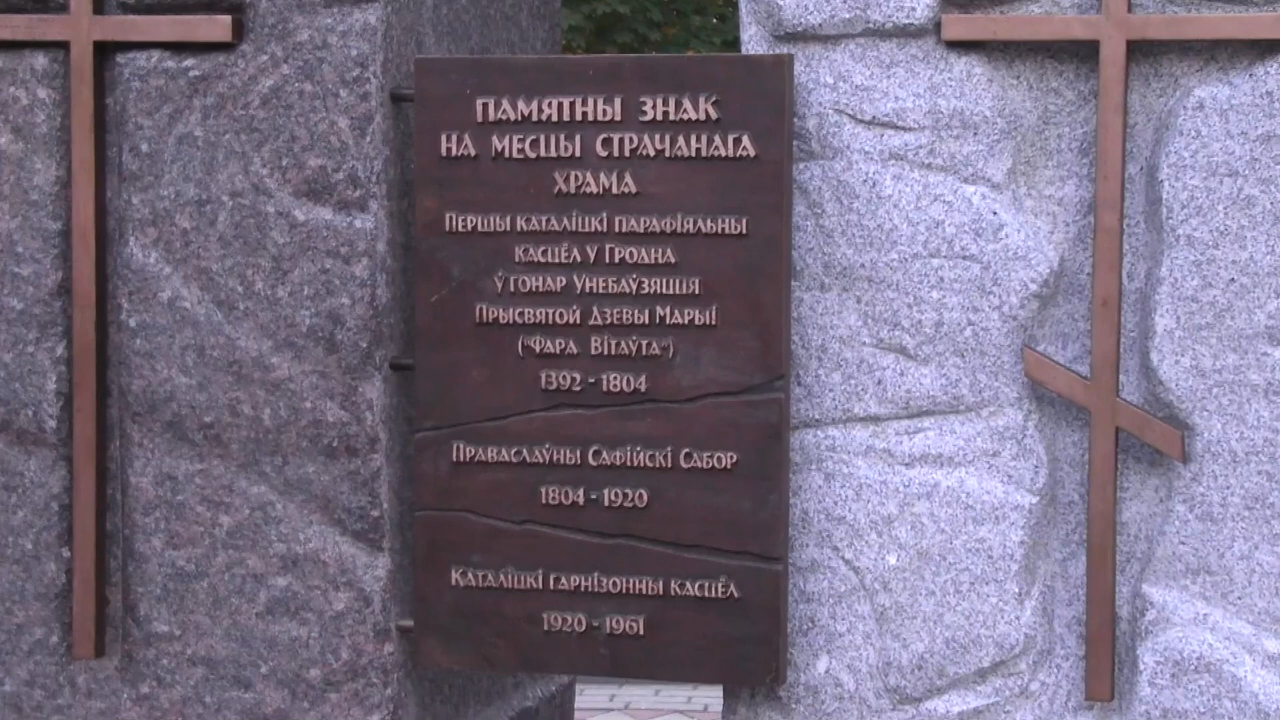 ПАМЯТНЫ ЗНАК
НА МЕСЦЫ СТРАЧАНАГА
ХРАМА
ПЕРШЫ КАТАЛІЦКІ ПАРАФІЯЛЬНЫ
КАСЦЁЛ У ГРОДНА
Ў ГОНАР УНЕБАЎЗЯЦЦЯ
ПРЫСВЯТОЙ ДЗЕВЫ МАРЫІ
("ФАРА ВІТАЎТА")
1392 - 1804
ПРАВАСЛАЎНЫ САФІЙСКІ САБОР
1804 - 1920
КАТАЛІЦКІ ГАРНІЗОННЫ КАСЦЁЛ
1920 - 1961